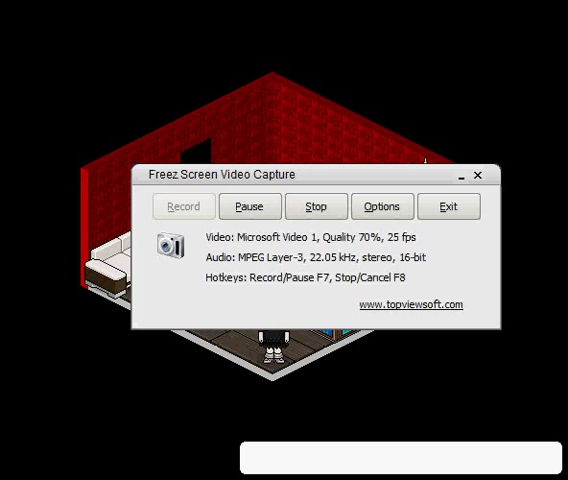 Freez Screen Video Capture
Record Pause Stop Options Exit
Video: Microsoft Video 1, Quality 70%, 25 fps
Audio: MPEG Layer-3, 22.05 kHz, stereo, 16-bit
Hotkeys: Record/Pause F7, Stop/Cancel F8
www.topviewsoft.com